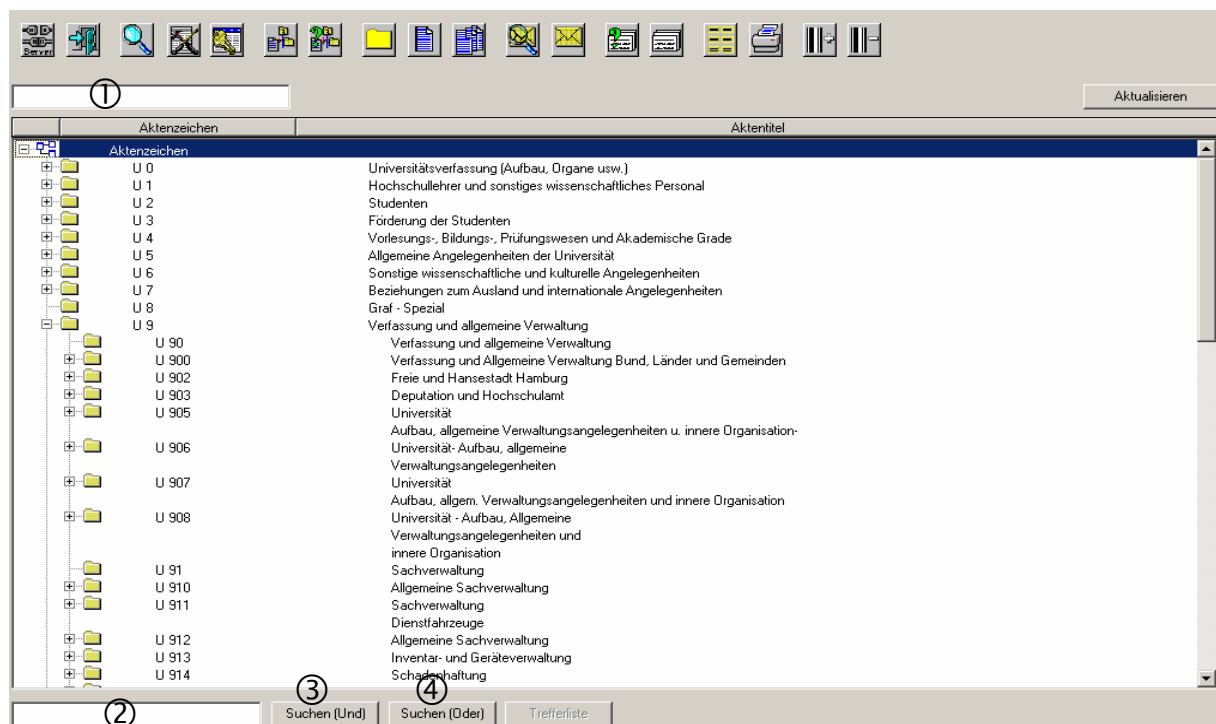 Server
①
Aktualisieren
Aktenzeichen Aktentitel
Aktenzeichen
U 0 Universitätsverfassung (Aufbau, Organe usw.)
U 1 Hochschullehrer und sonstiges wissenschaftliches Personal
U 2 Studenten
U 3 Förderung der Studenten
U 4 Vorlesungs-, Bildungs-, Prüfungswesen und Akademische Grade
U 5 Allgemeine Angelegenheiten der Universität
U 6 Sonstige wissenschaftliche und kulturelle Angelegenheiten
U 7 Beziehungen zum Ausland und internationale Angelegenheiten
U 8 Graf - Spezial
U 9 Verfassung und allgemeine Verwaltung
U 90 Verfassung und allgemeine Verwaltung
U 900 Verfassung und Allgemeine Verwaltung Bund, Länder und Gemeinden
U 902 Freie und Hansestadt Hamburg
U 903 Deputation und Hochschulamt
U 905 Universität
Aufbau, allgemeine Verwaltungsangelegenheiten u. innere Organisation-
U 906 Universität- Aufbau, allgemeine
Verwaltungsangelegenheiten
U 907 Universität
Aufbau, allgem. Verwaltungsangelegenheiten und innere Organisation
U 908 Universität - Aufbau, Allgemeine
Verwaltungsangelegenheiten und
innere Organisation
U 91 Sachverwaltung
U 910 Allgemeine Sachverwaltung
U 911 Sachverwaltung
Dienstfahrzeuge
U 912 Allgemeine Sachverwaltung
U 913 Inventar- und Geräteverwaltung
U 914 Schadenhaftung
③ ④
② Suchen (Und) Suchen (Oder) Trefferliste